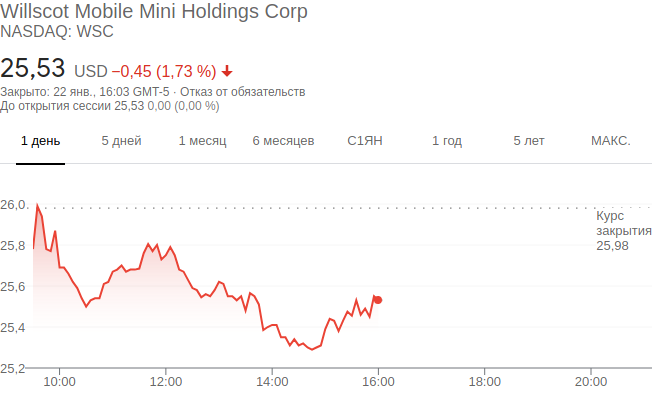 Willscot Mobile Mini Holdings Corp
NASDAQ: WSC
25,53 USD −0,45 (1,73 %)
Закрыто: 22 янв., 16:03 GMT-5 · Отказ от обязательств
До открытия сессии 25,53 0,00 (0,00 %)
1 день 5 дней 1 месяц 6 месяцев С1ЯН 1 год 5 лет МАКС.
26,0
Курс
закрытия
25,98
25,8
25,6
25,4
25,2
10:00 12:00 14:00 16:00 18:00 20:00